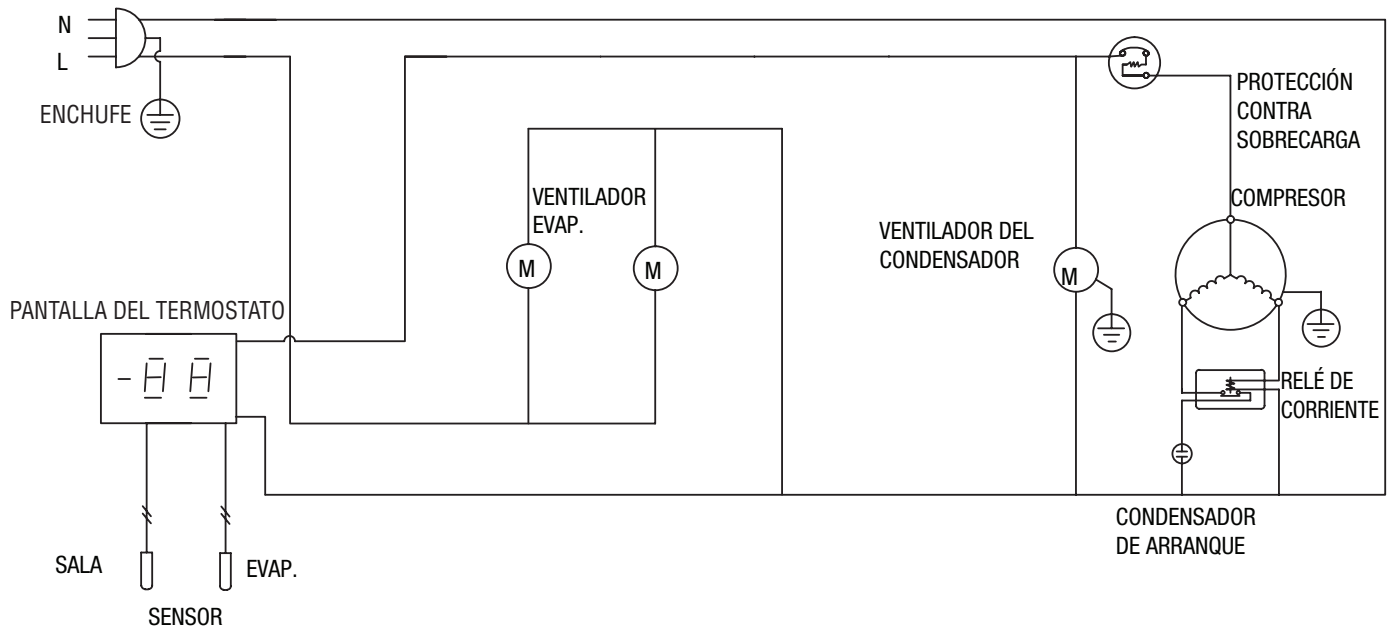 N
L
ENCHUFE
PROTECCIÓN
CONTRA
SOBRECARGA
VENTILADOR
EVAP.
COMPRESOR
VENTILADOR DEL
CONDENSADOR
M
M
M
PANTALLA DEL TERMOSTATO
-88
RELÉ DE
CORRIENTE
CONDENSADOR
DE ARRANQUE
SALA
EVAP.
SENSOR